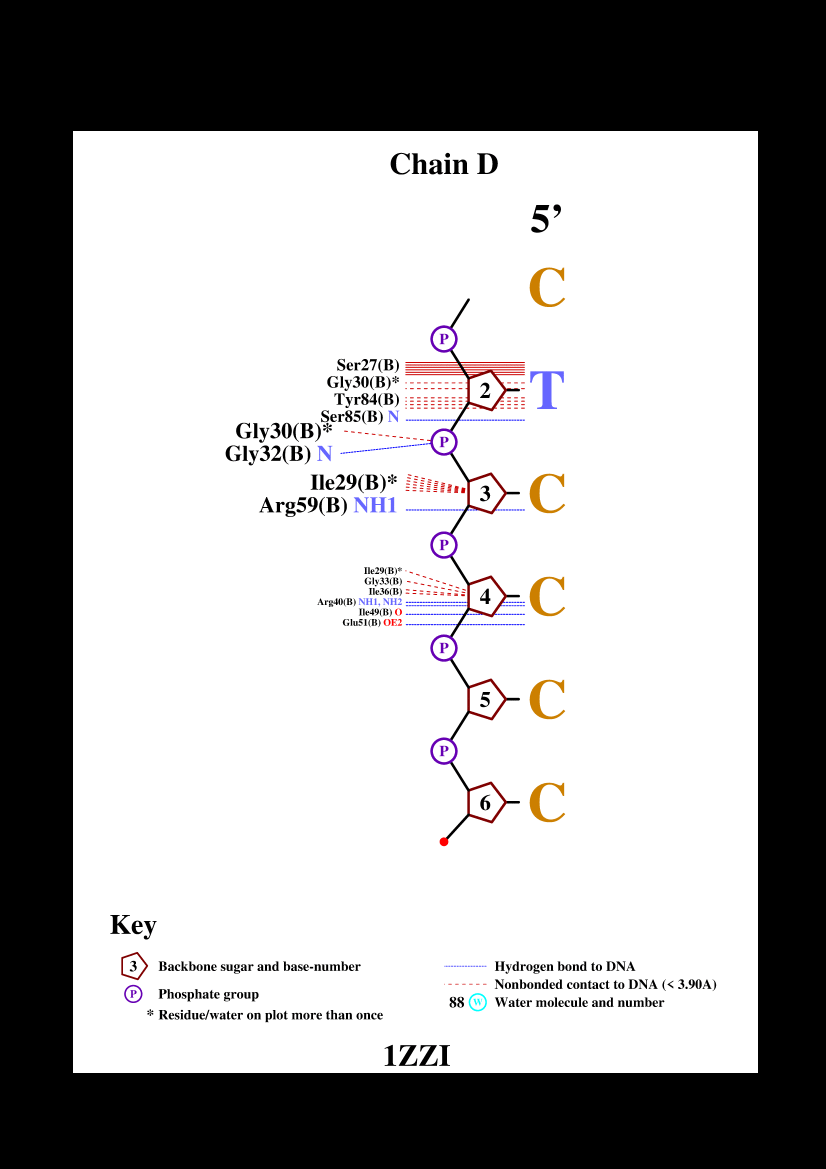 Chain D
5’
C
P
Ser27(B)
Gly30(B)*
Tyr84(B)
Ser85(B) N
2
T
Gly30(B)*
Gly32(B) N
P
Ile29(B)*
Arg59(B) NH1
3
C
P
Ile29(B)*
Gly33(B)
Ile36(B)
Arg40(B) NH1, NH2
Ile49(B) O
Glu51(B) OE2
4
C
P
5
C
P
6
C
Key
3 Backbone sugar and base-number
P Phosphate group
* Residue/water on plot more than once
Hydrogen bond to DNA
Nonbonded contact to DNA (< 3.90A)
88 W Water molecule and number
1ZZI